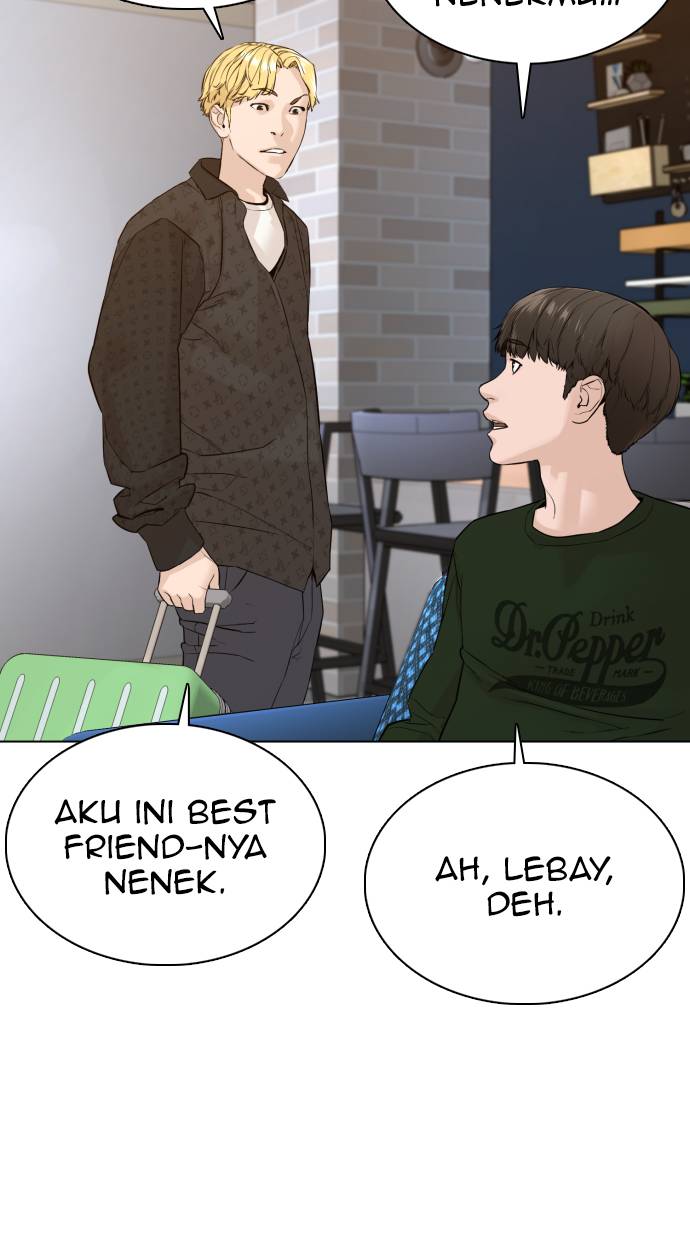 NENEKMU...
Drink
Dr.Pepper
TRADE MARK
KING OF BEVERAGES
AKU INI BEST
FRIEND-NYA
NENEK.
AH, LEBAY,
DEH.